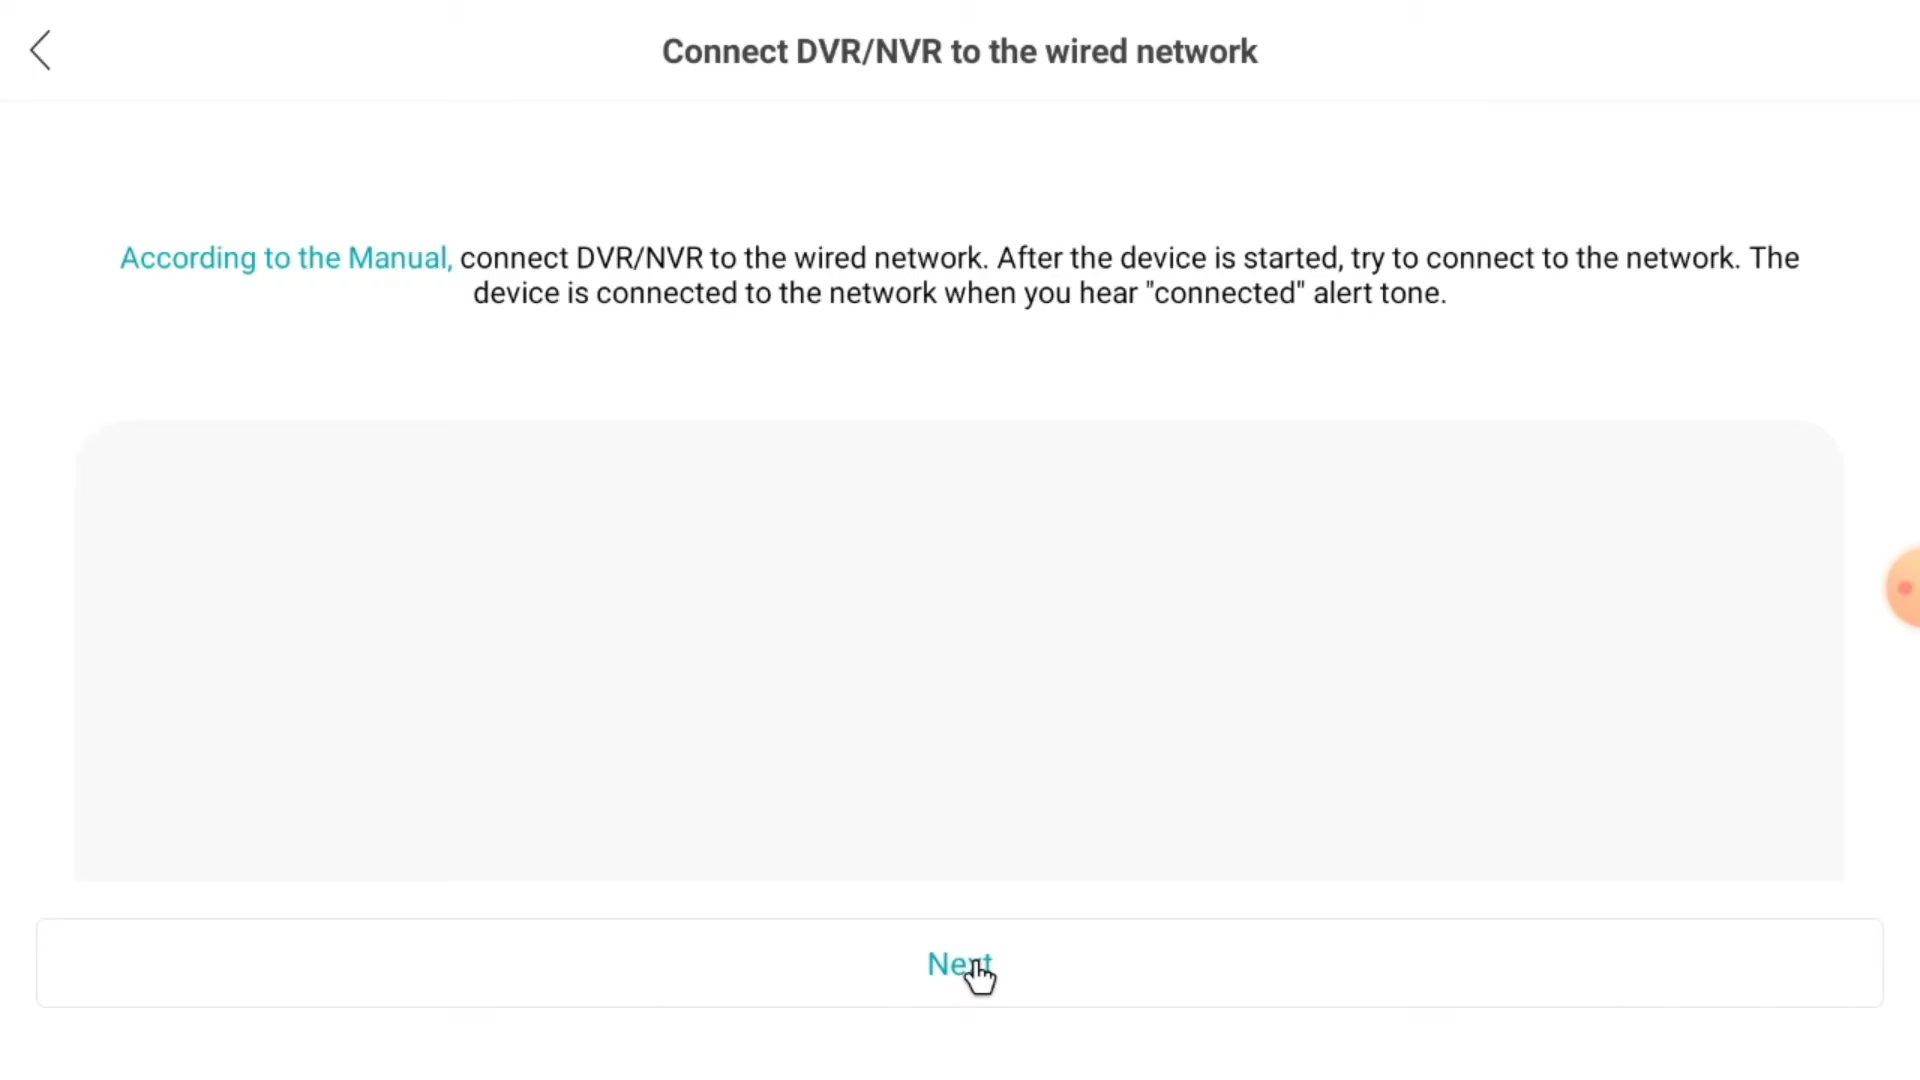 Connect DVR/NVR to the wired network
According to the Manual, connect DVR/NVR to the wired network. After the device is started, try to connect to the network. The
device is connected to the network when you hear "connected" alert tone.
Next